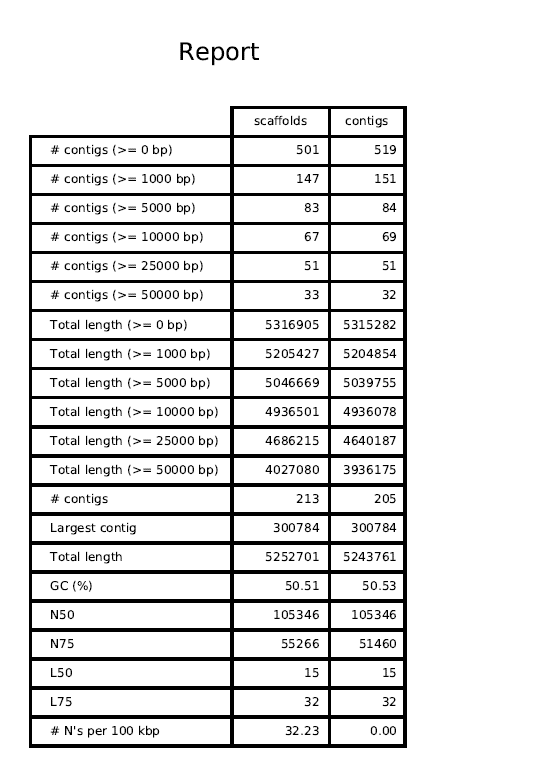 Report
scaffolds contigs
# contigs (>= 0 bp) 501 519
# contigs (>= 1000 bp) 147 151
# contigs (>= 5000 bp) 83 84
# contigs (>= 10000 bp) 67 69
# contigs (>= 25000 bp) 51 51
# contigs (>= 50000 bp) 33 32
Total length (>= 0 bp) 5316905 5315282
Total length (>= 1000 bp) 5205427 5204854
Total length (>= 5000 bp) 5046669 5039755
Total length (>= 10000 bp) 4936501 4936078
Total length (>= 25000 bp) 4686215 4640187
Total length (>= 50000 bp) 4027080 3936175
# contigs 213 205
Largest contig 300784 300784
Total length 5252701 5243761
GC (%) 50.51 50.53
N50 105346 105346
N75 55266 51460
L50 15 15
L75 32 32
# N's per 100 kbp 32.23 0.00